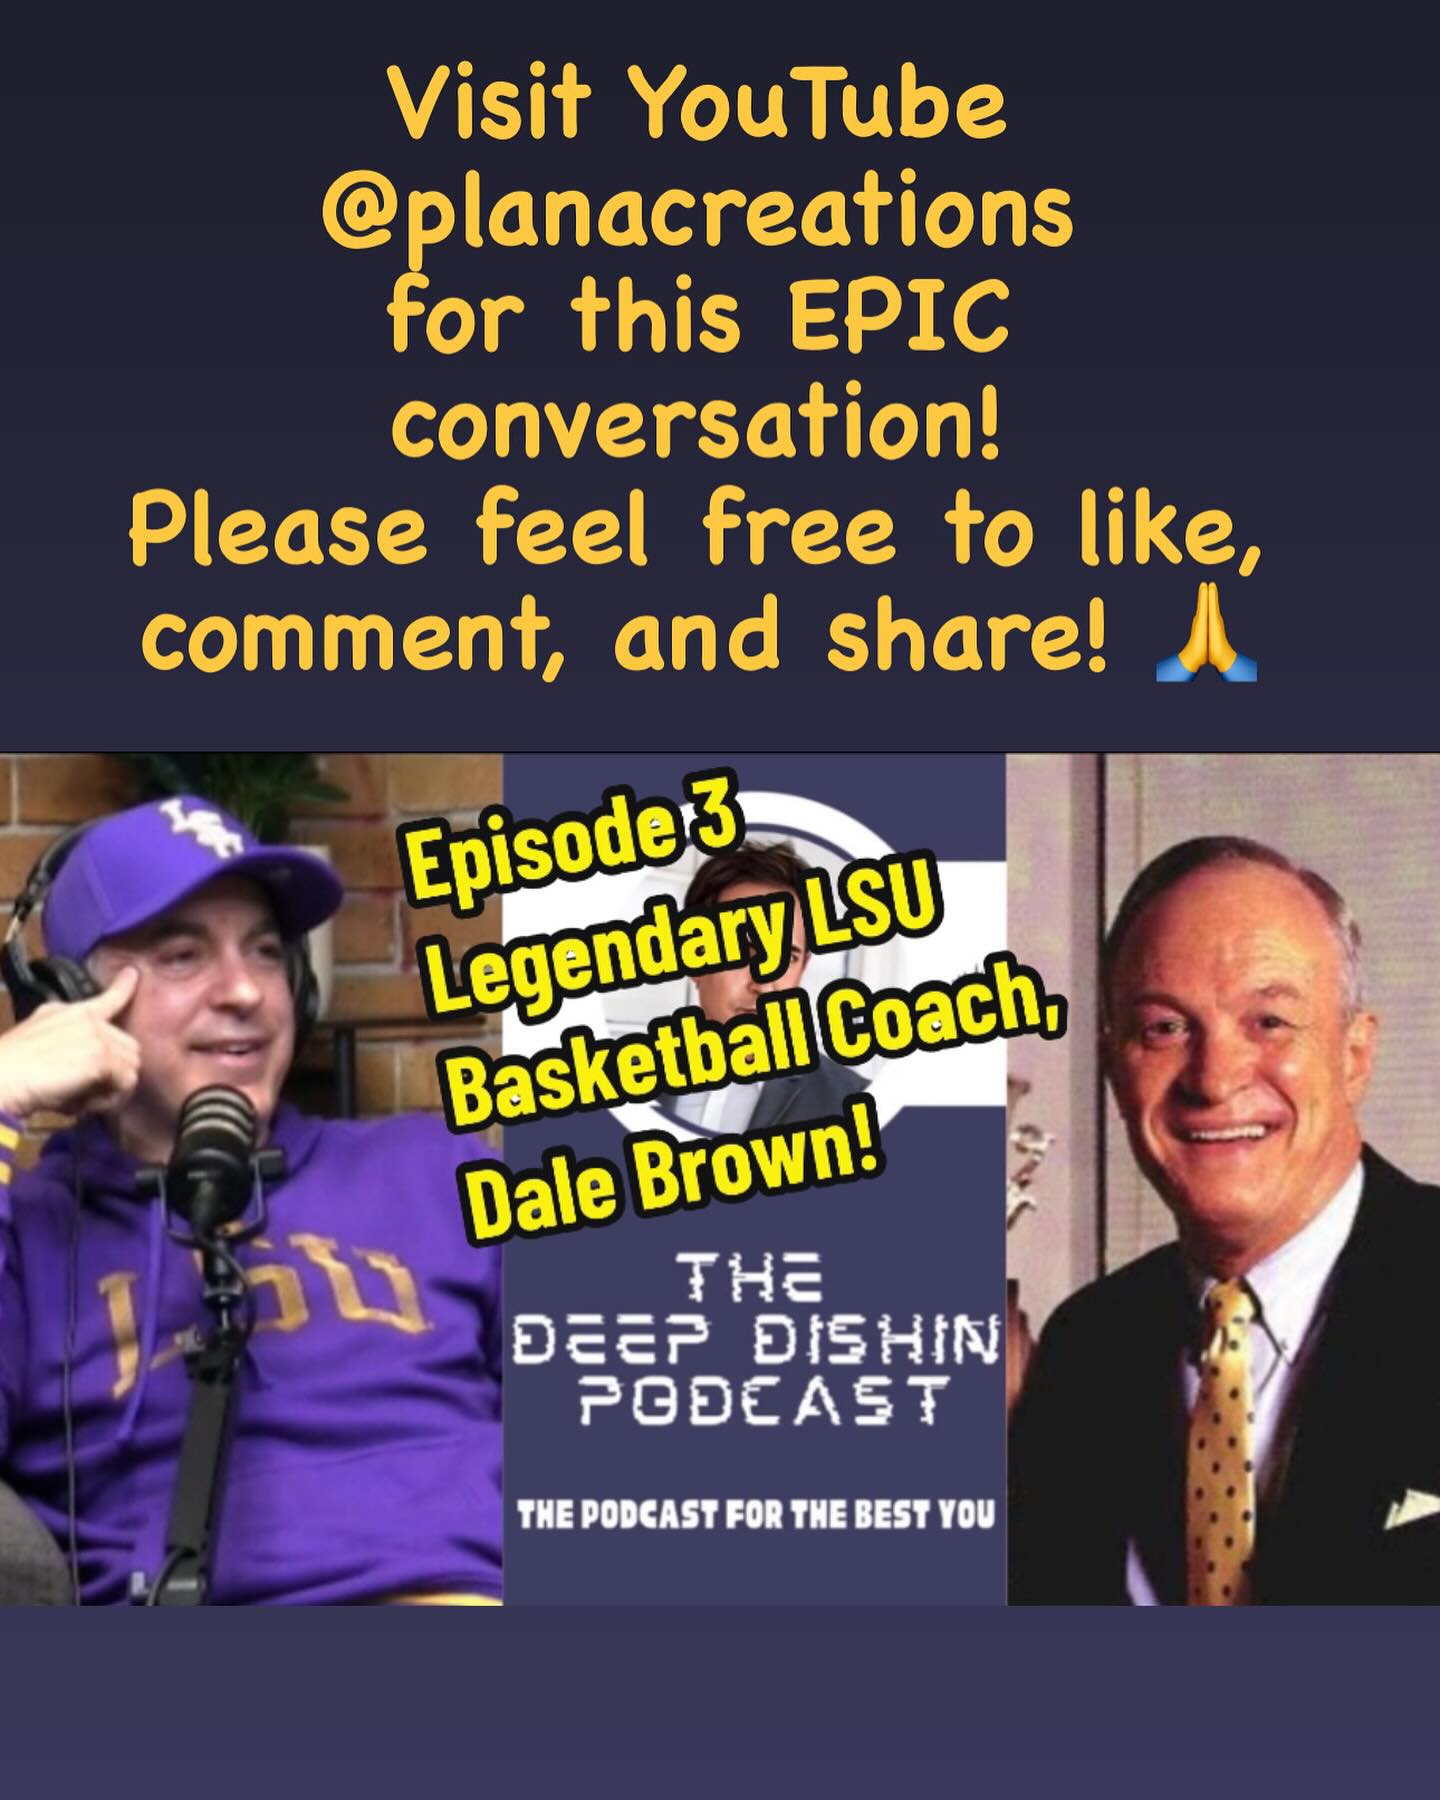 Visit YouTube
@planacreations
for this EPIC
conversation!
Please feel free to like,
comment, and share! 🙏
Episode 3
Legendary LSU
Basketball Coach,
Dale Brown!
LSU
LSU
THE
DEEP DISHIN
PODCAST
THE PODCAST FOR THE BEST YOU